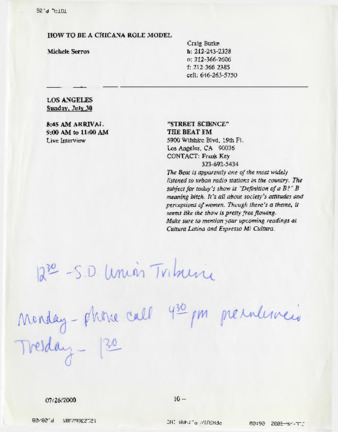 HOW TO BE A CHICANA ROLE MODEL
Michele Serros
Craig Burke
h: 212-243-2328
o: 212-366-2606
f: 212-366-2385
cell: 646-263-5750
LOS ANGELES
Sunday, July 30
8:45 AM ARRIVAL
9:00 AM to 11:00 AM
Live Interview
"STREET SCIENCE"
THE BEAT FM
5900 Wilshire Blvd, 19th Fl.
Los Angeles, CA 90036
CONTACT: Frank Key
323-692-5434
The Beat is apparently one of the most widely
listened to urban radio stations in the country. The
subject for today's show is "Definition of a B?" B
meaning bitch. It's all about society's attitudes and
perceptions of women. Though there's a theme, it
seems like the show is pretty free flowing.
Make sure to mention your upcoming readings at
Cultura Latina and Espresso Mi Cultura.
12 30 - S.D Union Tribune
Monday - phone call 4 30 pm
Tuesday - 1 30
07/26/2000
10 -